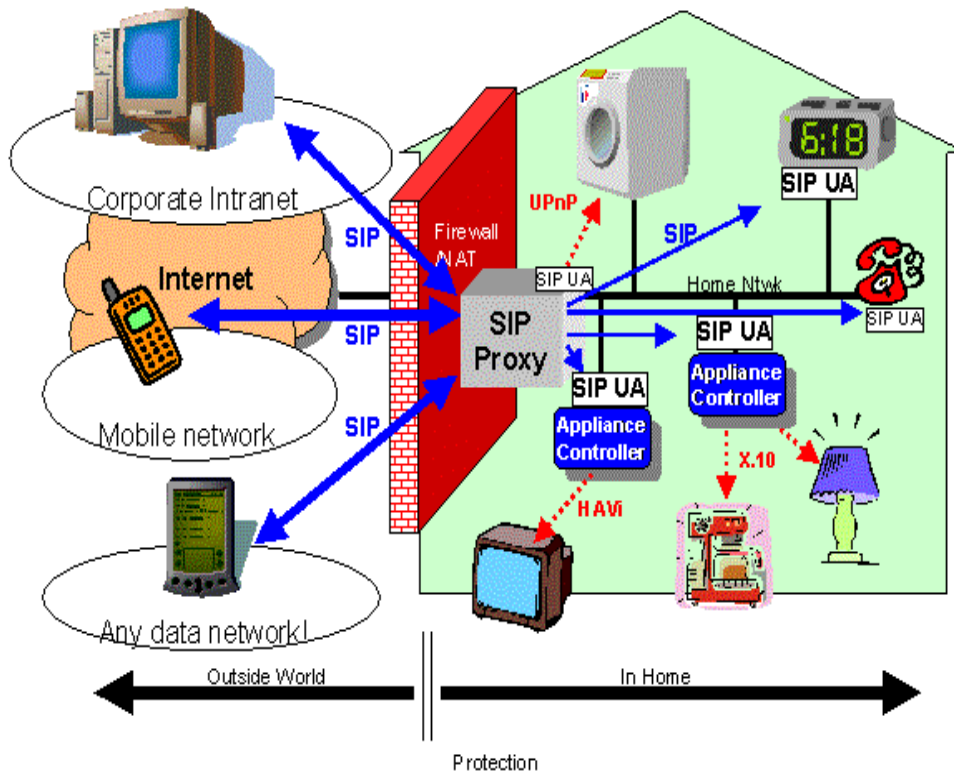 6:18
SIP UA
Corporate Intranet
UPnP
SIP
Firewall
/NAT
SIP
Internet
SIP UA
Home Ntwk
SIP UA
SIP
Proxy
SIP
SIP UA
SIP UA
Appliance
Controller
Appliance
Controller
Mobile network
SIP
X.10
HAVi
Any data network!
Outside World
In Home
Protection